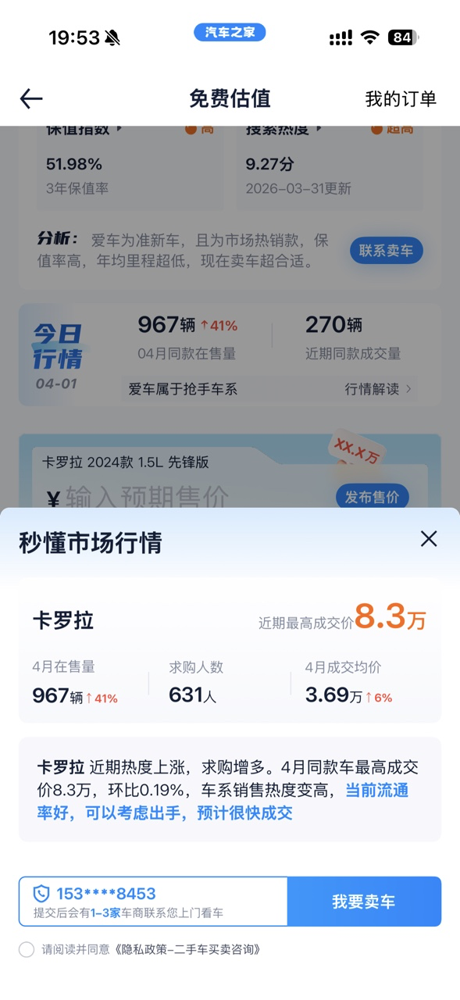 19:53
汽车之家
84
免费估值
我的订单
保值指数
高
搜索热度
超高
51.98%
9.27分
3年保值率
2026-03-31更新
分析：爱车为准新车，且为市场热销款，保
值率高，年均里程超低，现在卖车超合适。
联系卖车
今日
行情
04-01
967辆 ↑41%
270辆
04月同款在售量
近期同款成交量
爱车属于抢手车系
行情解读 >
XX.X万
卡罗拉 2024款 1.5L 先锋版
¥输入预期售价
发布售价
秒懂市场行情
卡罗拉
近期最高成交价8.3万
4月在售量
求购人数
4月成交均价
967辆↑41%
631人
3.69万↑6%
卡罗拉 近期热度上涨，求购增多。4月同款车最高成交
价8.3万，环比0.19%，车系销售热度变高，当前流通
率好，可以考虑出手，预计很快成交
153****8453
提交后会有1-3家车商联系您上门看车
我要卖车
请阅读并同意《隐私政策-二手车买卖咨询》